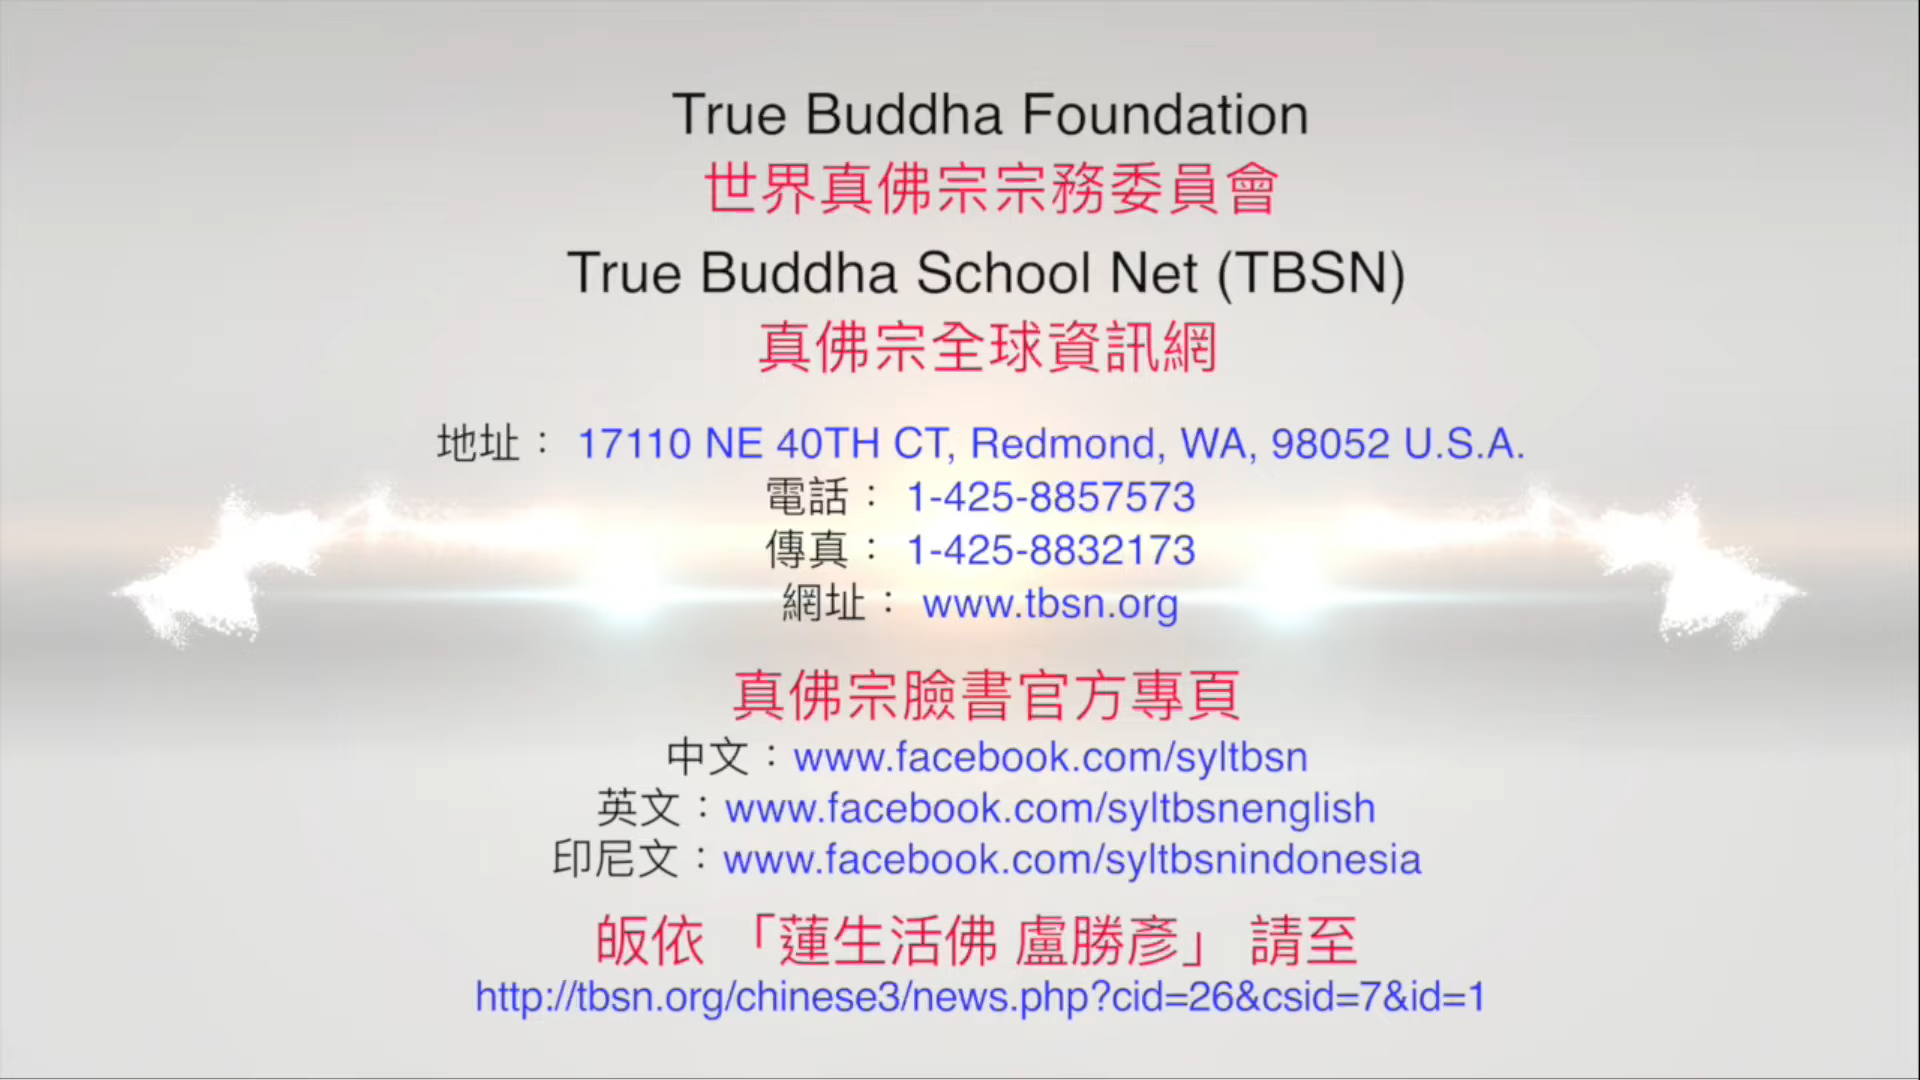 True Buddha Foundation
世界真佛宗宗務委員會
True Buddha School Net (TBSN)
真佛宗全球資訊網
地址： 17110 NE 40TH CT, Redmond, WA, 98052 U.S.A.
電話： 1-425-8857573
傳真： 1-425-8832173
網址： www.tbsn.org
真佛宗臉書官方專頁
中文：www.facebook.com/syltbsn
英文：www.facebook.com/syltbsnenglish
印尼文：www.facebook.com/syltbsnindonesia
皈依 「蓮生活佛 盧勝彥」 請至
http://tbsn.org/chinese3/news.php?cid=26&csid=7&id=1